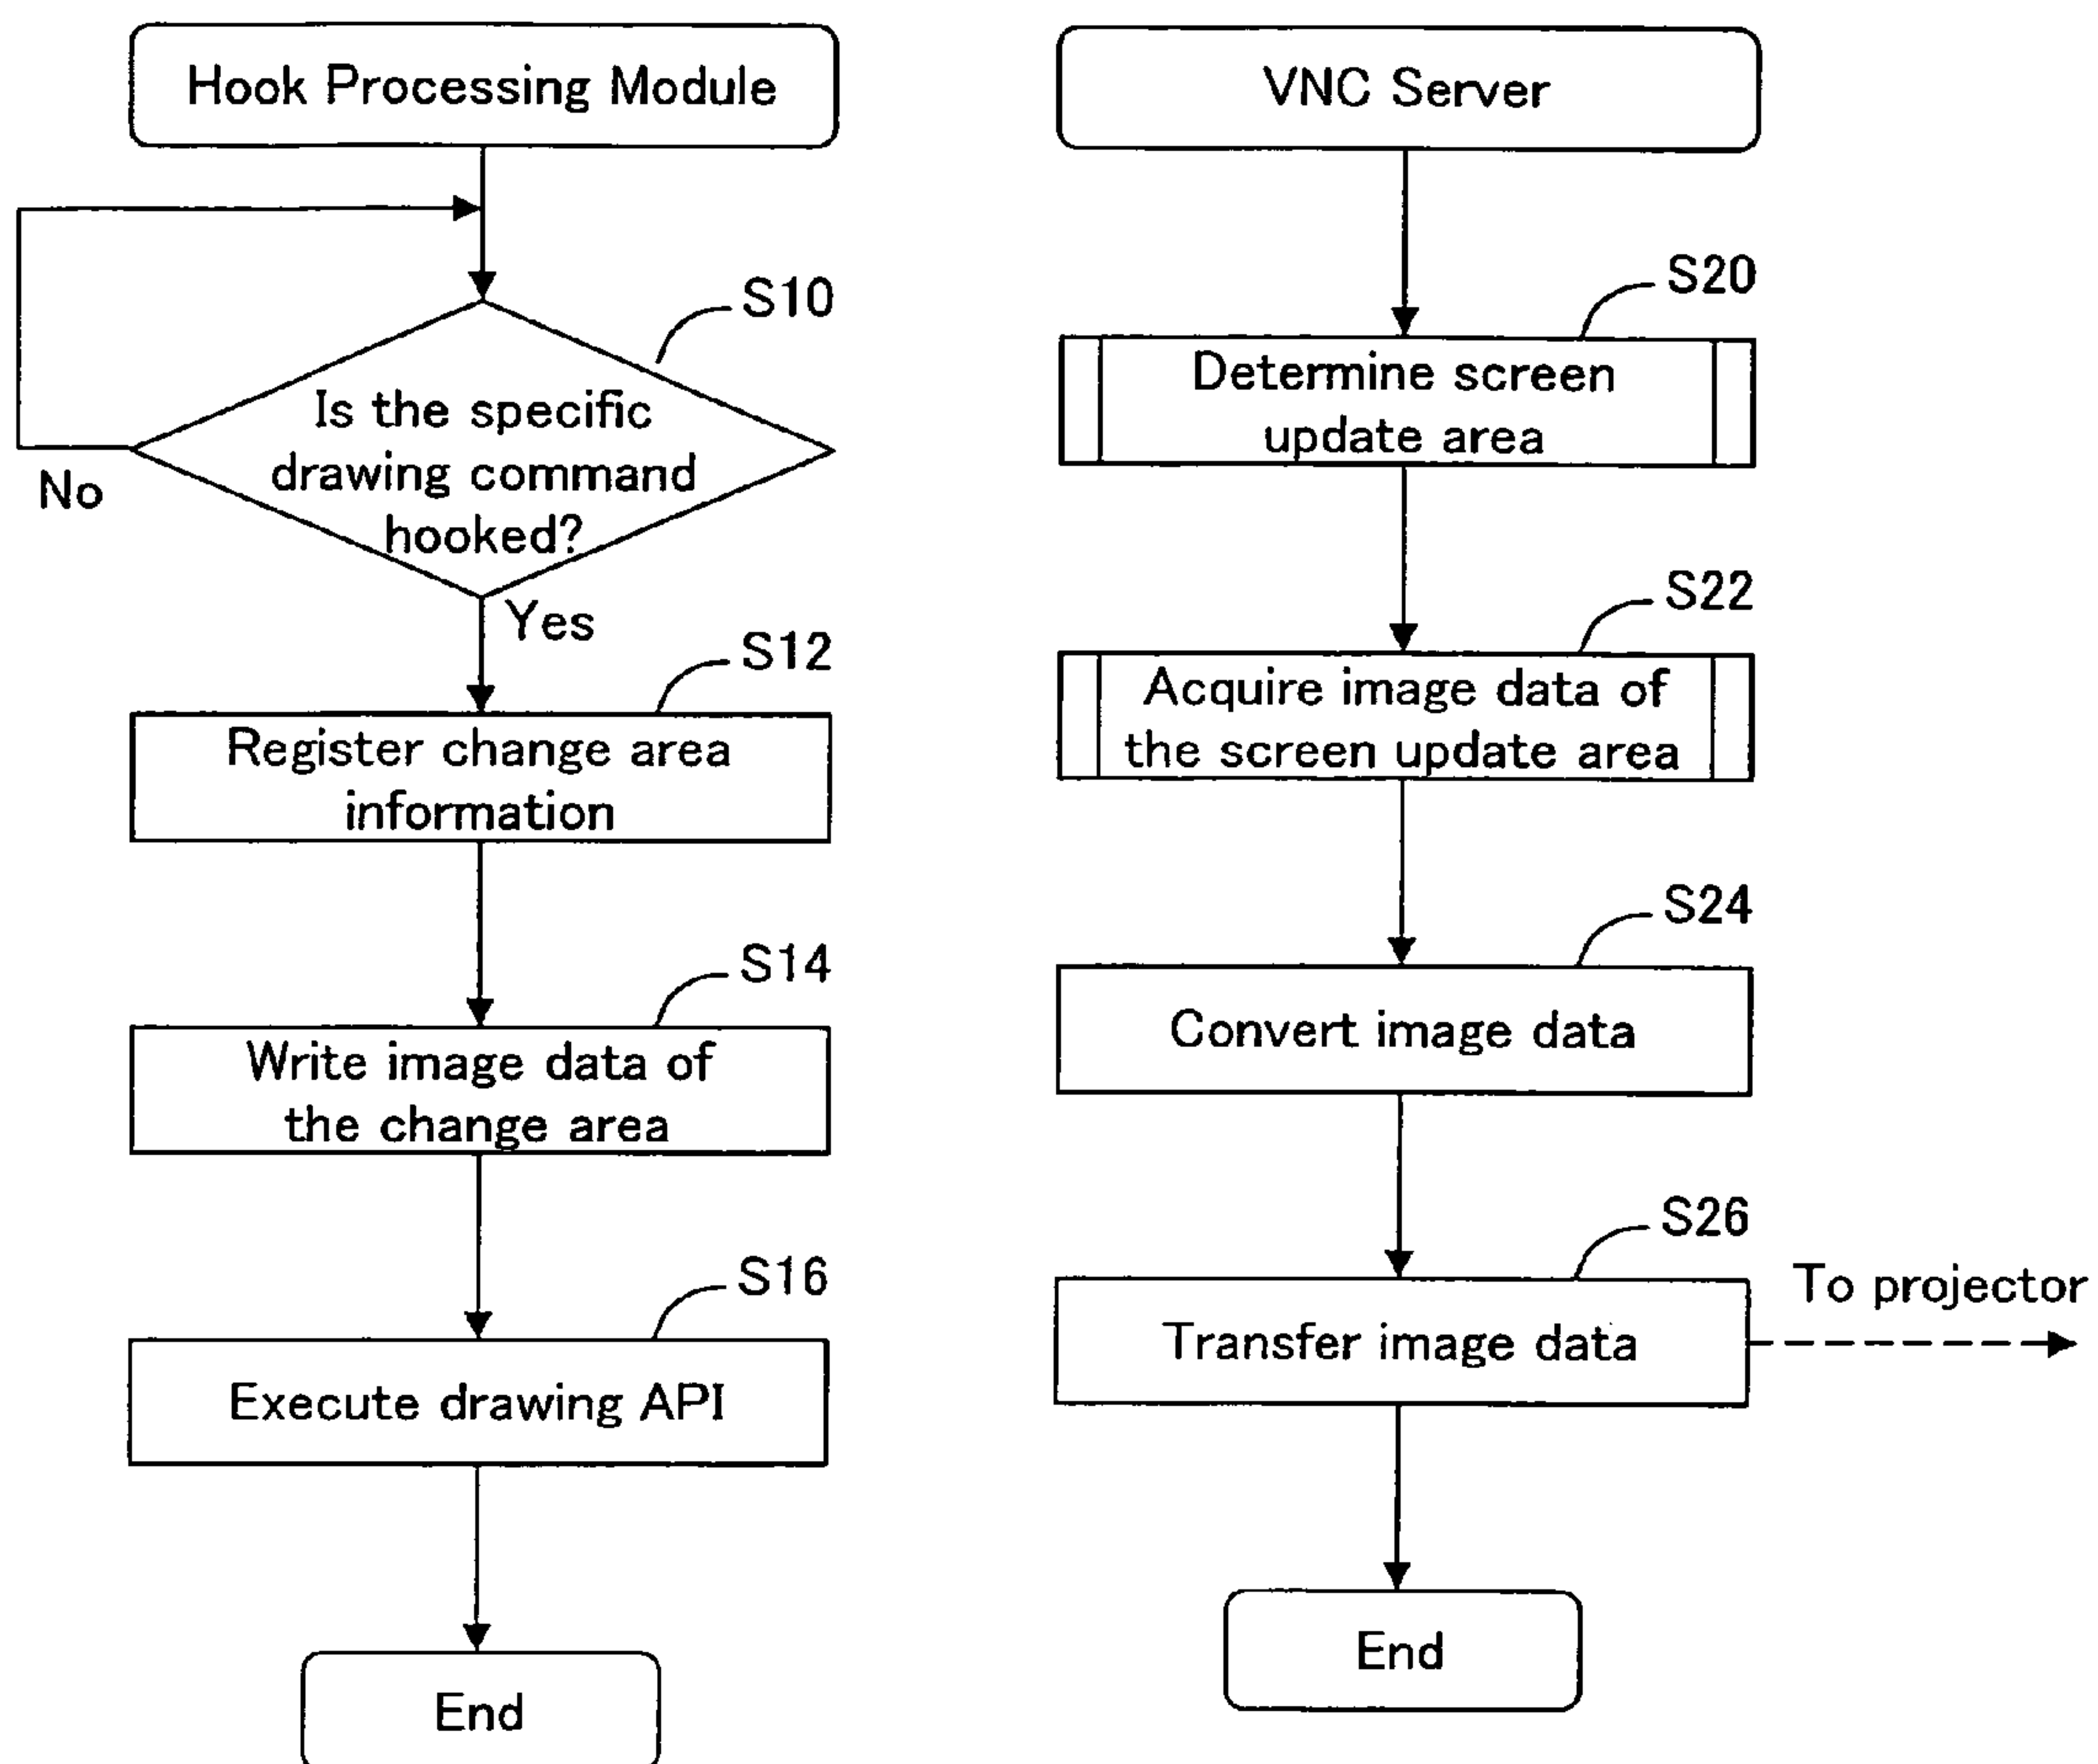 Hook Processing Module
S10
Is the specific
drawing command
hooked?
No
Yes
S12
Register change area
information
S14
Write image data of
the change area
S16
Execute drawing API
End
VNC Server
S20
Determine screen
update area
S22
Acquire image data of
the screen update area
S24
Convert image data
S26
Transfer image data
To projector
End